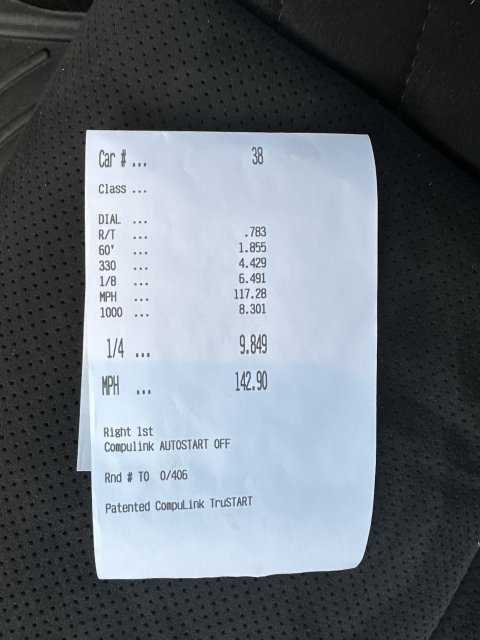 Car # ... 38
Class ...
DIAL ...
R/T ... .783
60' ... 1.855
330 ... 4.429
1/8 ... 6.491
MPH ... 117.28
1000 ... 8.301
1/4 ... 9.849
MPH ... 142.90
Right 1st
Compulink AUTOSTART OFF
Rnd # TO 0/406
Patented CompuLink TruSTART